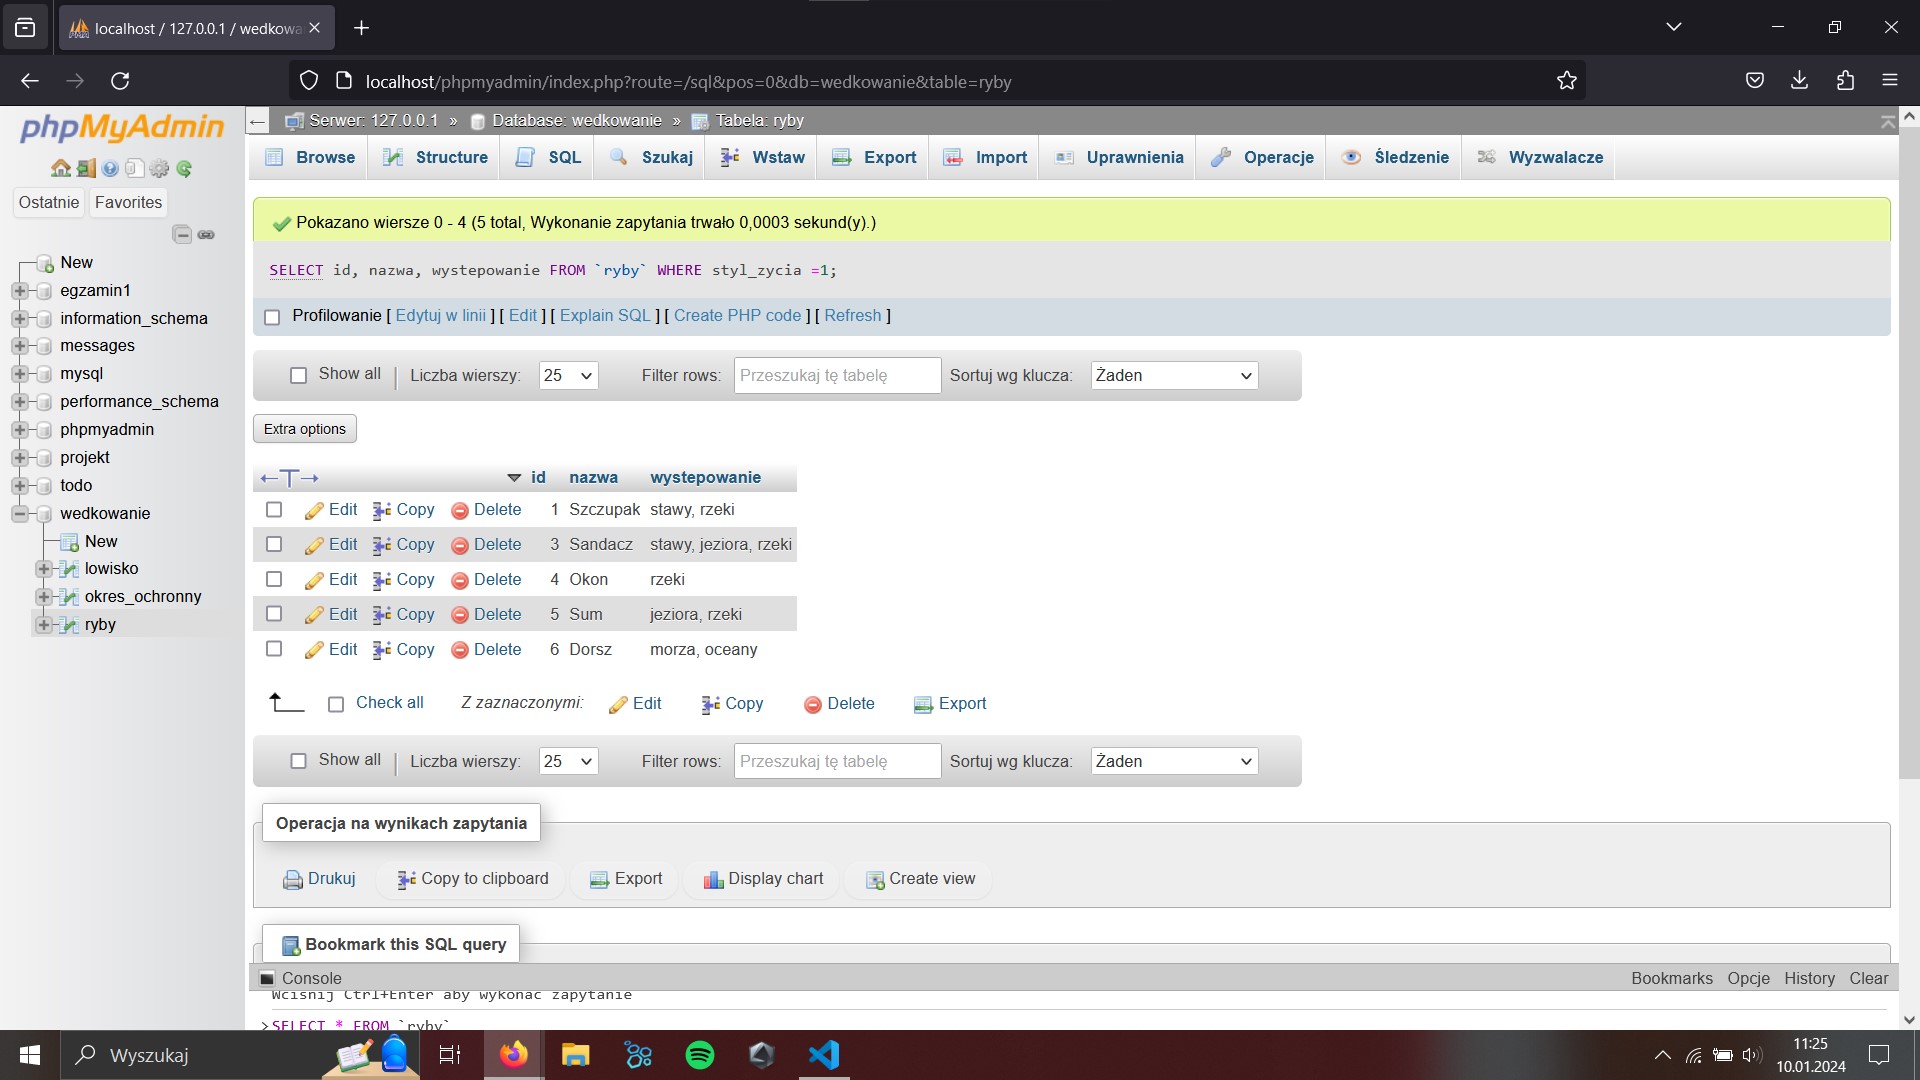 localhost / 127.0.0.1 / wedkowa
localhost/phpmyadmin/index.php?route=/sql&pos=0&db=wedkowanie&table=ryby
phpMyAdmin
Ostatnie Favorites
New
egzamin1
information_schema
messages
mysql
performance_schema
phpmyadmin
projekt
todo
wedkowanie
New
lowisko
okres_ochronny
ryby
Serwer: 127.0.0.1 » Database: wedkowanie » Tabela: ryby
Browse Structure SQL Szukaj Wstaw Export Import Uprawnienia Operacje Śledzenie Wyzwalacze
Pokazano wiersze 0 - 4 (5 total, Wykonanie zapytania trwało 0,0003 sekund(y).)
SELECT id, nazwa, wystepowanie FROM `ryby` WHERE styl_zycia =1;
Profilowanie [ Edytuj w linii ] [ Edit ] [ Explain SQL ] [ Create PHP code ] [ Refresh ]
Show all | Liczba wierszy: 25 Filter rows: Przeszukaj tę tabelę Sortuj wg klucza: Żaden
Extra options
←T→ id nazwa wystepowanie
Edit Copy Delete 1 Szczupak stawy, rzeki
Edit Copy Delete 3 Sandacz stawy, jeziora, rzeki
Edit Copy Delete 4 Okon rzeki
Edit Copy Delete 5 Sum jeziora, rzeki
Edit Copy Delete 6 Dorsz morza, oceany
Check all Z zaznaczonymi: Edit Copy Delete Export
Show all | Liczba wierszy: 25 Filter rows: Przeszukaj tę tabelę Sortuj wg klucza: Żaden
Operacja na wynikach zapytania
Drukuj Copy to clipboard Export Display chart Create view
Bookmark this SQL query
Console Bookmarks Opcje History Clear
Wciśnij Ctrl+Enter aby wykonać zapytanie
>SELECT * FROM `ryby`
Wyszukaj
11:25
10.01.2024